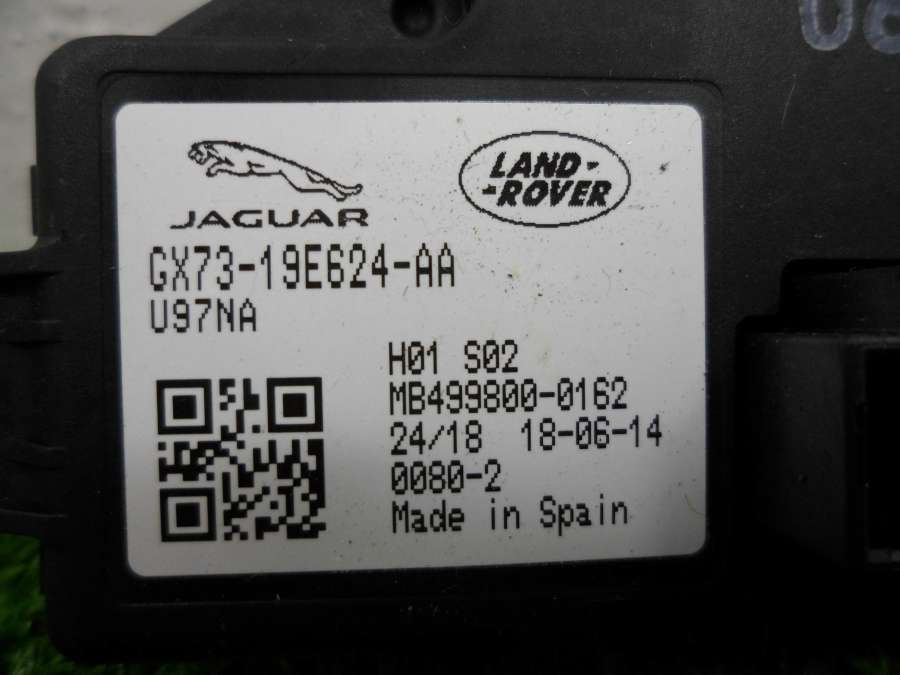 JAGUAR
LAND-
-ROVER
GX73-19E624-AA
U97NA
H01 S02
MB499800-0162
24/18 18-06-14
0080-2
Made in Spain